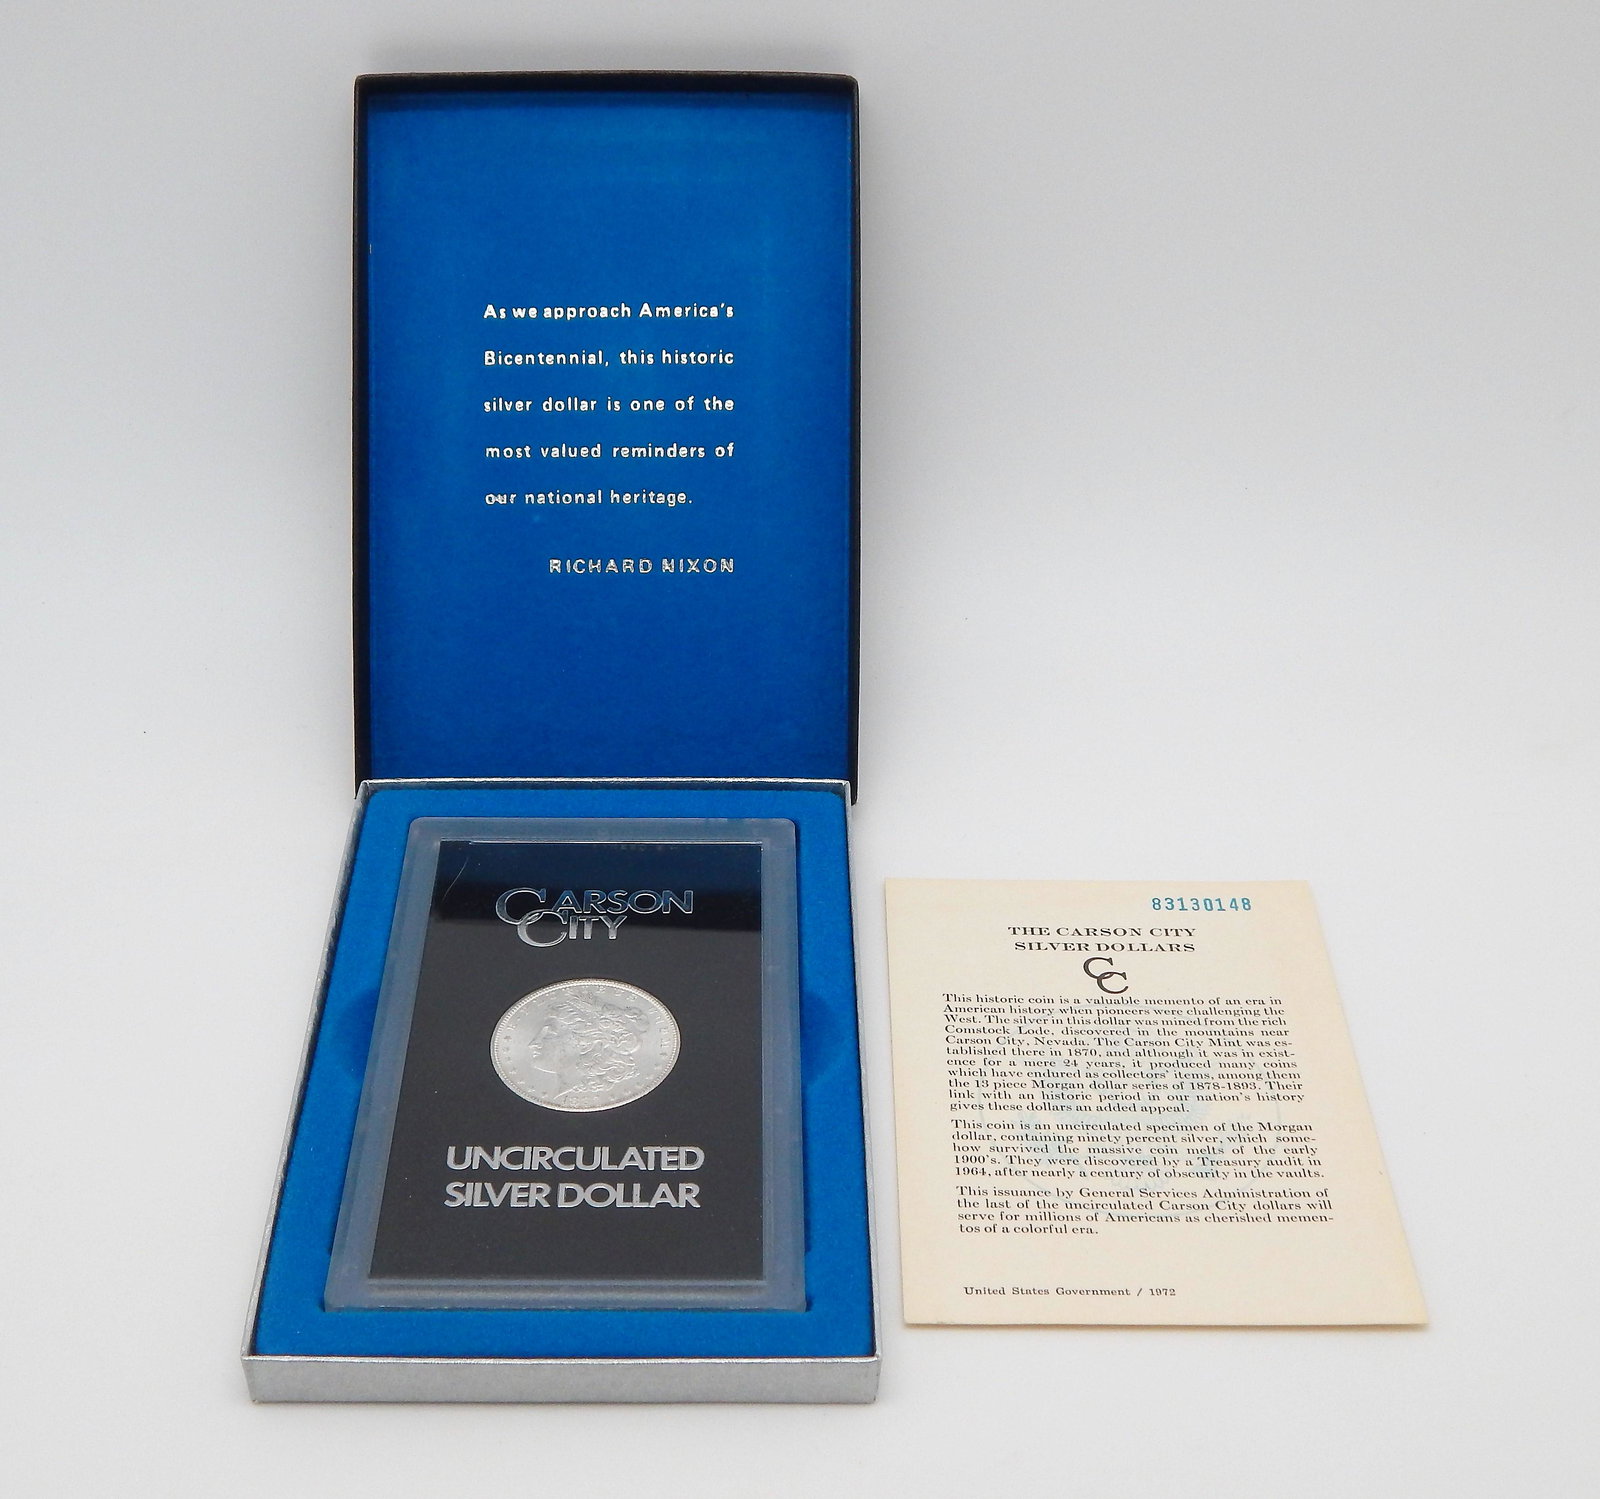 As we approach America's
Bicentennial, this historic
silver dollar is one of the
most valued reminders of
our national heritage.
RICHARD NIXON
CARSON
CITY
UNCIRCULATED
SILVER DOLLAR
83130148
THE CARSON CITY
SILVER DOLLARS
CC
This historic coin is a valuable memento of an era in
American history when pioneers were challenging the
West. The silver in this dollar was mined from the rich
Comstock Lode, discovered in the mountains near
Carson City, Nevada. The Carson City Mint was es-
tablished there in 1870, and although it was in exist-
ence for a mere 24 years, it produced many coins
which have endured as collectors' items, among them
the 13 piece Morgan dollar series of 1878-1893. Their
link with an historic period in our nation's history
gives these dollars an added appeal.
This coin is an uncirculated specimen of the Morgan
dollar, containing ninety percent silver, which some-
how survived the massive coin melts of the early
1900's. They were discovered by a Treasury audit in
1964, after nearly a century of obscurity in the vaults.
This issuance by General Services Administration of
the last of the uncirculated Carson City dollars will
serve for millions of Americans as cherished memen-
tos of a colorful era.
United States Government / 1972